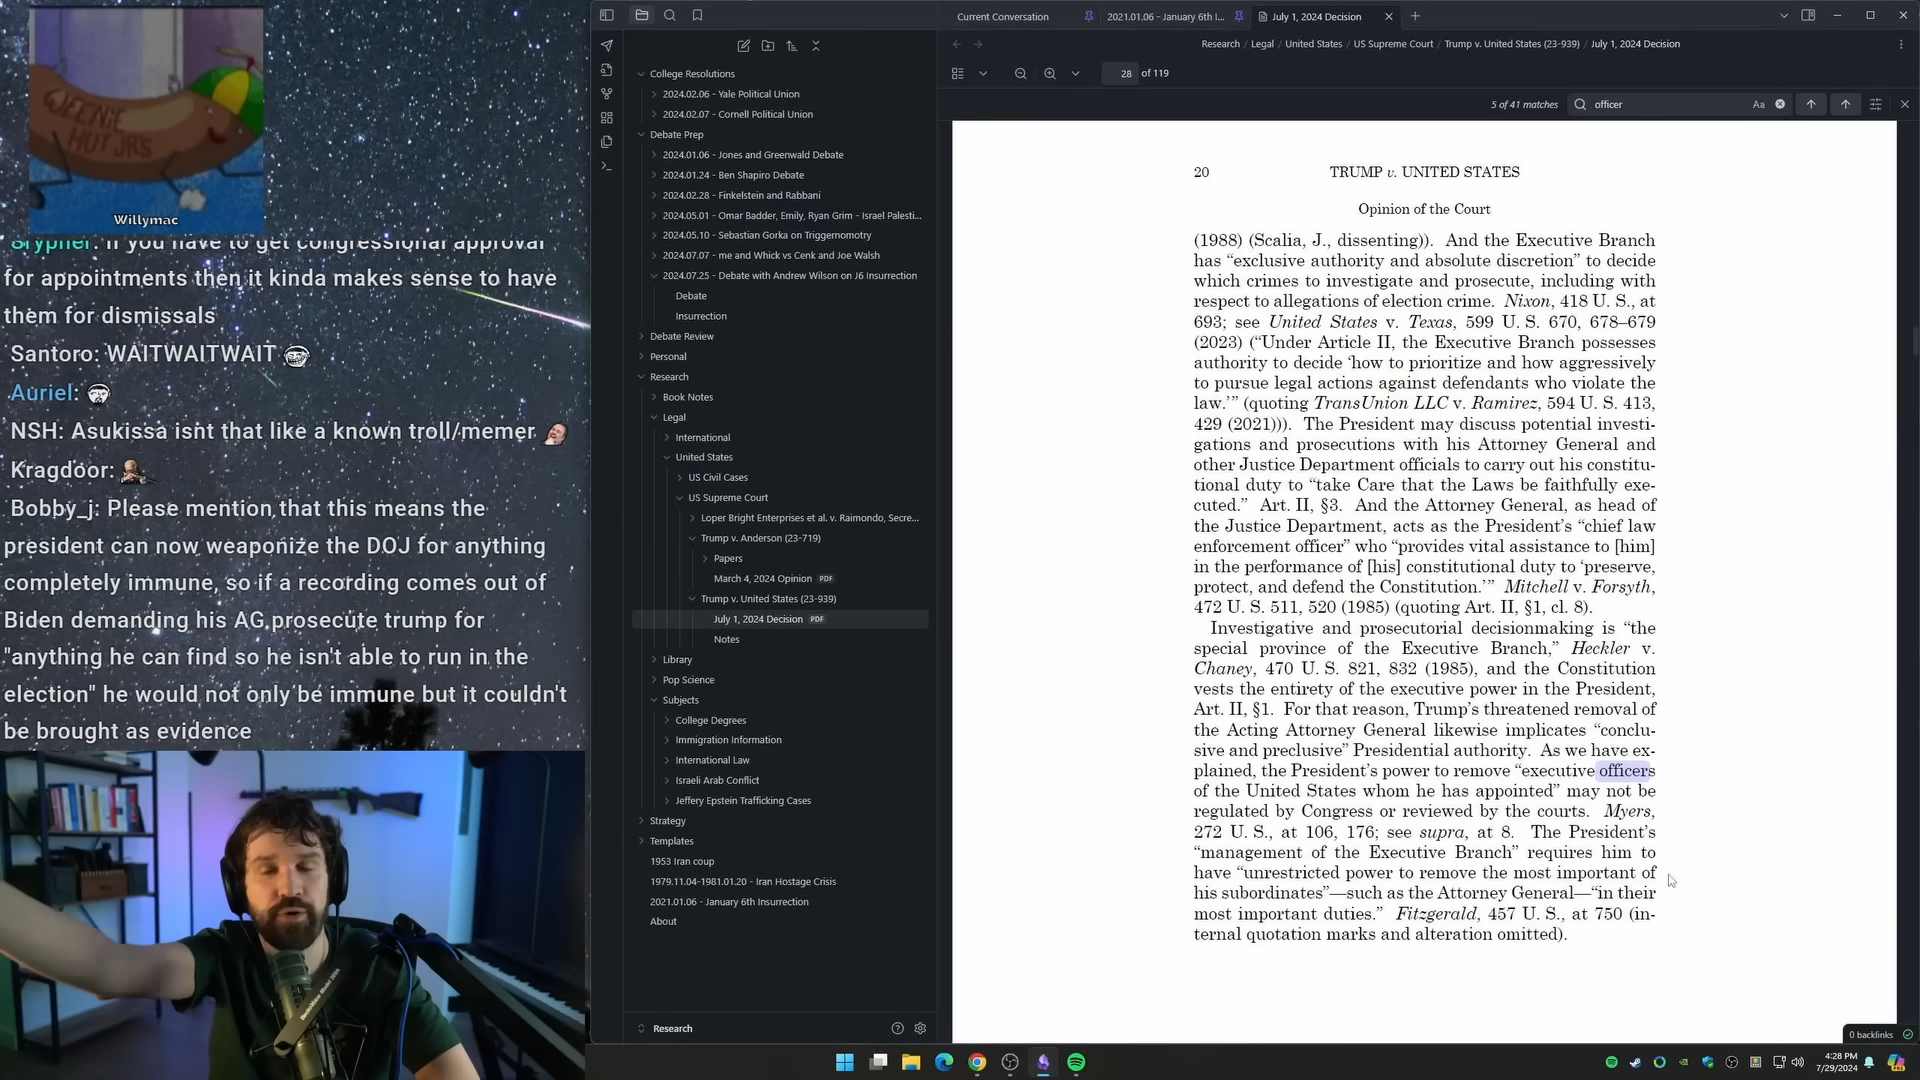 WEENIE
HUT JR'S
Willymac
Srypher: If you have to get congressional approval
for appointments then it kinda makes sense to have
them for dismissals
Santoro: WAITWAITWAIT
Auriel:
NSH: Asukissa isnt that like a known troll/memer
Kragdoor:
Bobby_j: Please mention that this means the
president can now weaponize the DOJ for anything
completely immune, so if a recording comes out of
Biden demanding his AG prosecute trump for
"anything he can find so he isn't able to run in the
election" he would not only be immune but it couldn't
be brought as evidence
College Resolutions
2024.02.06 - Yale Political Union
2024.02.07 - Cornell Political Union
Debate Prep
2024.01.06 - Jones and Greenwald Debate
2024.01.24 - Ben Shapiro Debate
2024.02.28 - Finkelstein and Rabbani
2024.05.01 - Omar Badder, Emily, Ryan Grim - Israel Palesti...
2024.05.10 - Sebastian Gorka on Triggernomotry
2024.07.07 - me and Whick vs Cenk and Joe Walsh
2024.07.25 - Debate with Andrew Wilson on J6 Insurrection
Debate
Insurrection
Debate Review
Personal
Research
Book Notes
Legal
International
United States
US Civil Cases
US Supreme Court
Loper Bright Enterprises et al. v. Raimondo, Secre...
Trump v. Anderson (23-719)
Papers
March 4, 2024 Opinion PDF
Trump v. United States (23-939)
July 1, 2024 Decision PDF
Notes
Library
Pop Science
Subjects
College Degrees
Immigration Information
International Law
Israeli Arab Conflict
Jeffery Epstein Trafficking Cases
Strategy
Templates
1953 Iran coup
1979.11.04-1981.01.20 - Iran Hostage Crisis
2021.01.06 - January 6th Insurrection
About
Research
Current Conversation
2021.01.06 - January 6th I...
July 1, 2024 Decision
Research / Legal / United States / US Supreme Court / Trump v. United States (23-939) / July 1, 2024 Decision
28 of 119
5 of 41 matches
officer
Aa
20 TRUMP v. UNITED STATES
Opinion of the Court
(1988) (Scalia, J., dissenting)). And the Executive Branch
has “exclusive authority and absolute discretion” to decide
which crimes to investigate and prosecute, including with
respect to allegations of election crime. Nixon, 418 U. S., at
693; see United States v. Texas, 599 U. S. 670, 678–679
(2023) (“Under Article II, the Executive Branch possesses
authority to decide ‘how to prioritize and how aggressively
to pursue legal actions against defendants who violate the
law.’” (quoting TransUnion LLC v. Ramirez, 594 U. S. 413,
429 (2021))). The President may discuss potential investi-
gations and prosecutions with his Attorney General and
other Justice Department officials to carry out his constitu-
tional duty to “take Care that the Laws be faithfully exe-
cuted.” Art. II, §3. And the Attorney General, as head of
the Justice Department, acts as the President’s “chief law
enforcement officer” who “provides vital assistance to [him]
in the performance of [his] constitutional duty to ‘preserve,
protect, and defend the Constitution.’” Mitchell v. Forsyth,
472 U. S. 511, 520 (1985) (quoting Art. II, §1, cl. 8).
Investigative and prosecutorial decisionmaking is “the
special province of the Executive Branch,” Heckler v.
Chaney, 470 U. S. 821, 832 (1985), and the Constitution
vests the entirety of the executive power in the President,
Art. II, §1. For that reason, Trump’s threatened removal of
the Acting Attorney General likewise implicates “conclu-
sive and preclusive” Presidential authority. As we have ex-
plained, the President’s power to remove “executive officers
of the United States whom he has appointed” may not be
regulated by Congress or reviewed by the courts. Myers,
272 U. S., at 106, 176; see supra, at 8. The President’s
“management of the Executive Branch” requires him to
have “unrestricted power to remove the most important of
his subordinates”—such as the Attorney General—“in their
most important duties.” Fitzgerald, 457 U. S., at 750 (in-
ternal quotation marks and alteration omitted).
0 backlinks
4:28 PM
7/29/2024